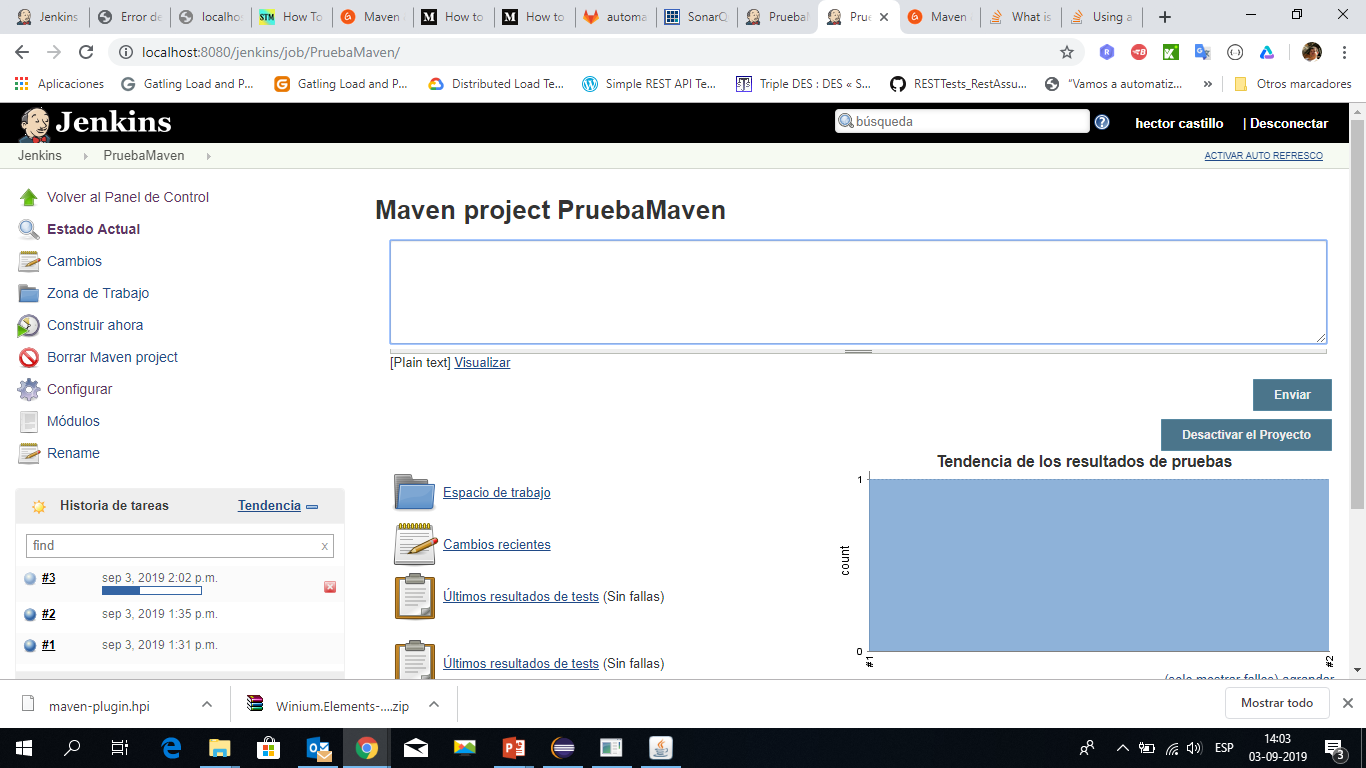 Jenkins
Error de
localhos
STM How To
Maven
How to
How to
automa
SonarQ
Prueba
Prue
Maven
What is
Using a
localhost:8080/jenkins/job/PruebaMaven/
Aplicaciones
Gatling Load and P...
Gatling Load and P...
Distributed Load Te...
Simple REST API Te...
Triple DES : DES « S...
RESTTests_RestAssu...
"Vamos a automatiz...
»
Otros marcadores
Jenkins
búsqueda
hector castillo
| Desconectar
Jenkins
PruebaMaven
ACTIVAR AUTO REFRESCO
Volver al Panel de Control
Estado Actual
Cambios
Zona de Trabajo
Construir ahora
Borrar Maven project
Configurar
Módulos
Rename
Historia de tareas
Tendencia
find x
#3 sep 3, 2019 2:02 p.m.
#2 sep 3, 2019 1:35 p.m.
#1 sep 3, 2019 1:31 p.m.
Maven project PruebaMaven
[Plain text] Visualizar
Enviar
Desactivar el Proyecto
Espacio de trabajo
Cambios recientes
Últimos resultados de tests (Sin fallas)
Últimos resultados de tests (Sin fallas)
Tendencia de los resultados de pruebas
1
count
0
#1
#2
(solo mostrar fallos) agrandar
maven-plugin.hpi
Winium.Elements-....zip
Mostrar todo
ESP
14:03
03-09-2019
3